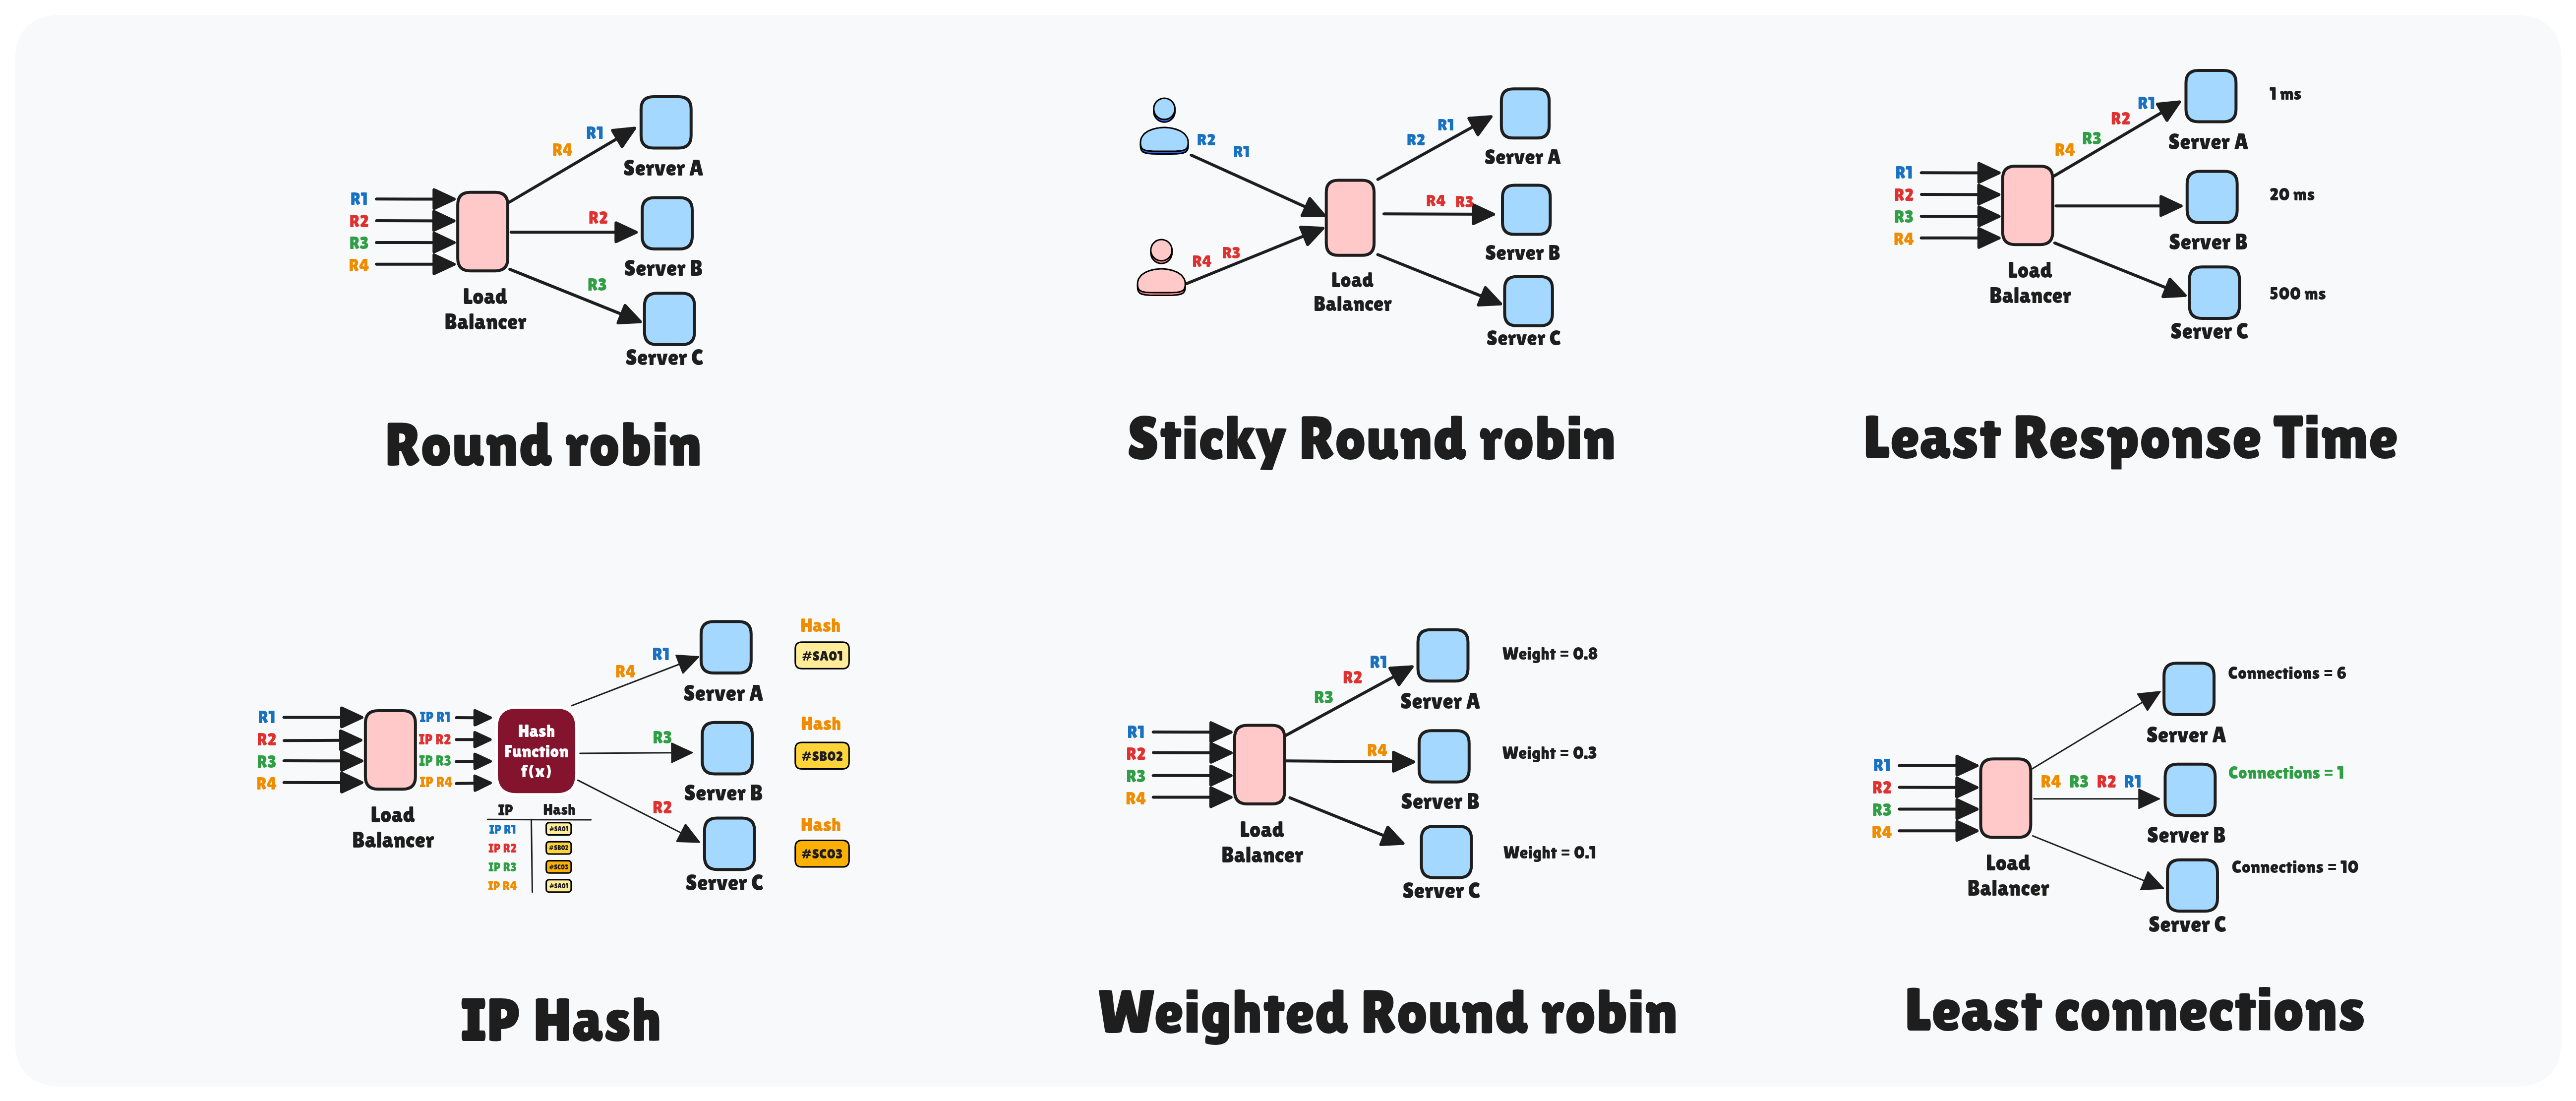 R1
R4
Server A
R1
R2
R3
R4
R2
Server B
R3
Load
Balancer
Server C
Round robin
R2
R1
R4 R3
R2 R1
Server A
R4 R3
Server B
Load
Balancer
Server C
Sticky Round robin
R1
R2
R3
R4
R4 R3 R2 R1
Server A
1 ms
Server B
20 ms
Load
Balancer
Server C
500 ms
Least Response Time
R1
R2
R3
R4
Load
Balancer
IP R1
IP R2
IP R3
IP R4
Hash
Function
f(x)
IP Hash
IP R1 #SA01
IP R2 #SB02
IP R3 #SC03
IP R4 #SA01
R4 R1
Server A
Hash
#SA01
R3
Server B
Hash
#SB02
R2
Server C
Hash
#SC03
IP Hash
R1
R2
R3
R4
Load
Balancer
R3 R2 R1
Server A
Weight = 0.8
R4
Server B
Weight = 0.3
Server C
Weight = 0.1
Weighted Round robin
R1
R2
R3
R4
Load
Balancer
Server A
Connections = 6
R4 R3 R2 R1
Server B
Connections = 1
Server C
Connections = 10
Least connections